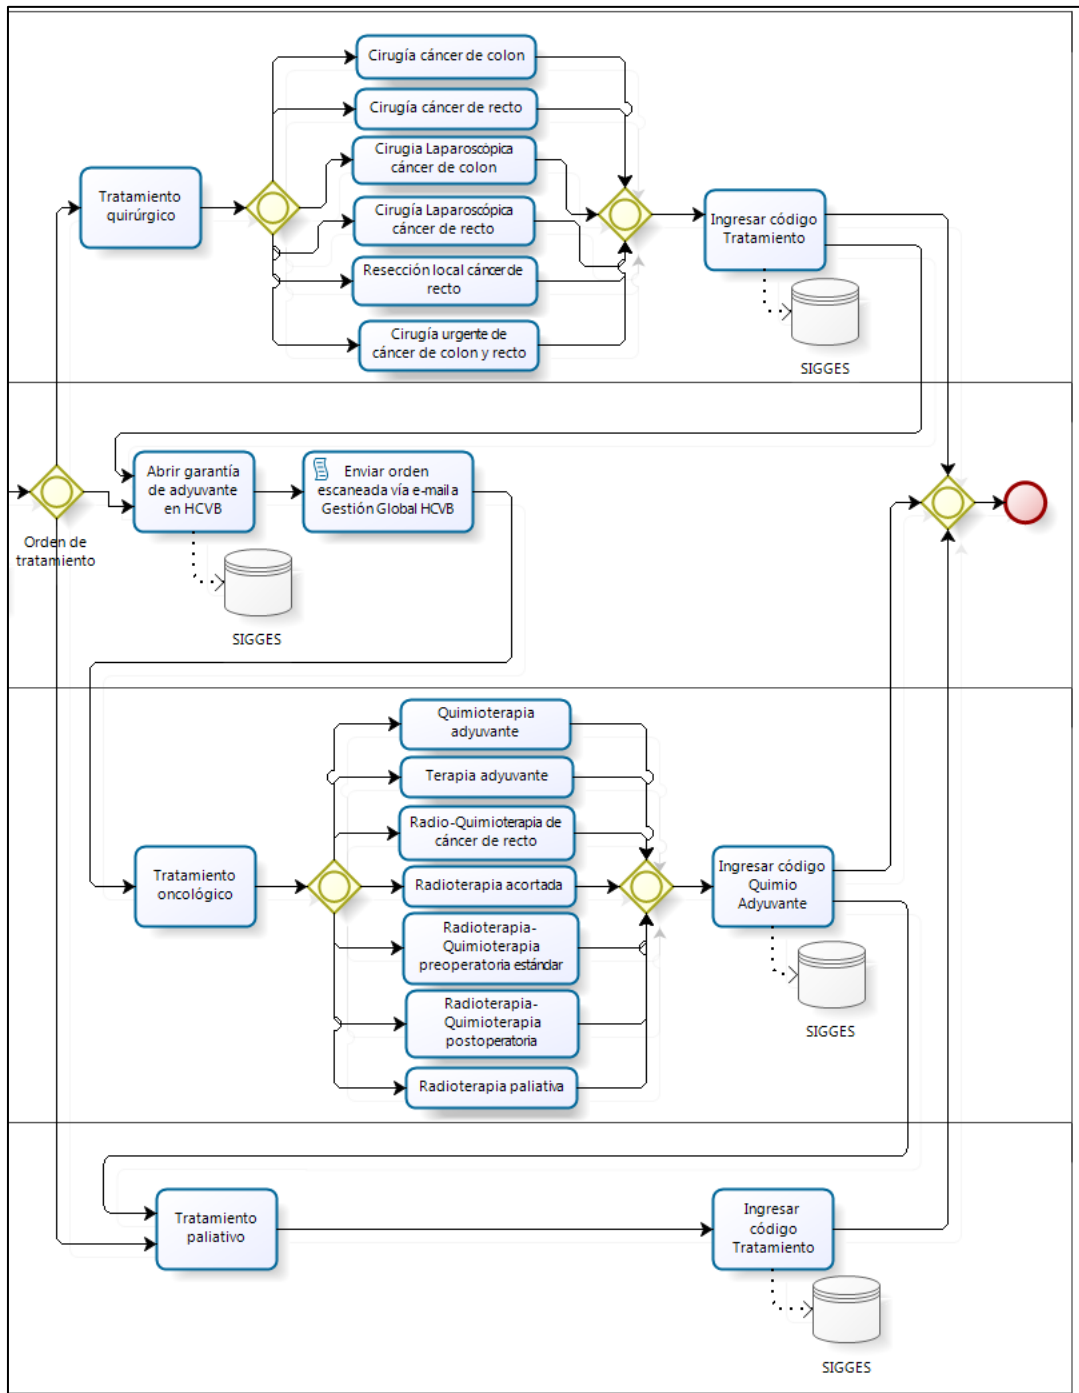 Cirugía cáncer de colon
Cirugía cáncer de recto
Cirugia Laparoscópica
cáncer de colon
Tratamiento
quirúrgico
Cirugía Laparoscópica
cáncer de recto
Ingresar código
Tratamiento
Resección local cáncer de
recto
Cirugía urgente de
cáncer de colon y recto
SIGGES
Abrir garantía
de adyuvante
en HCVB
Enviar orden
escaneada vía e-mail a
Gestión Global HCVB
Orden de
tratamiento
SIGGES
Quimioterapia
adyuvante
Terapia adyuvante
Radio-Quimioterapia de
cáncer de recto
Tratamiento
oncológico
Radioterapia acortada
Ingresar código
Quimio
Adyuvante
Radioterapia-
Quimioterapia
preoperatoria estándar
Radioterapia-
Quimioterapia
postoperatoria
SIGGES
Radioterapia paliativa
Tratamiento
paliativo
Ingresar
código
Tratamiento
SIGGES